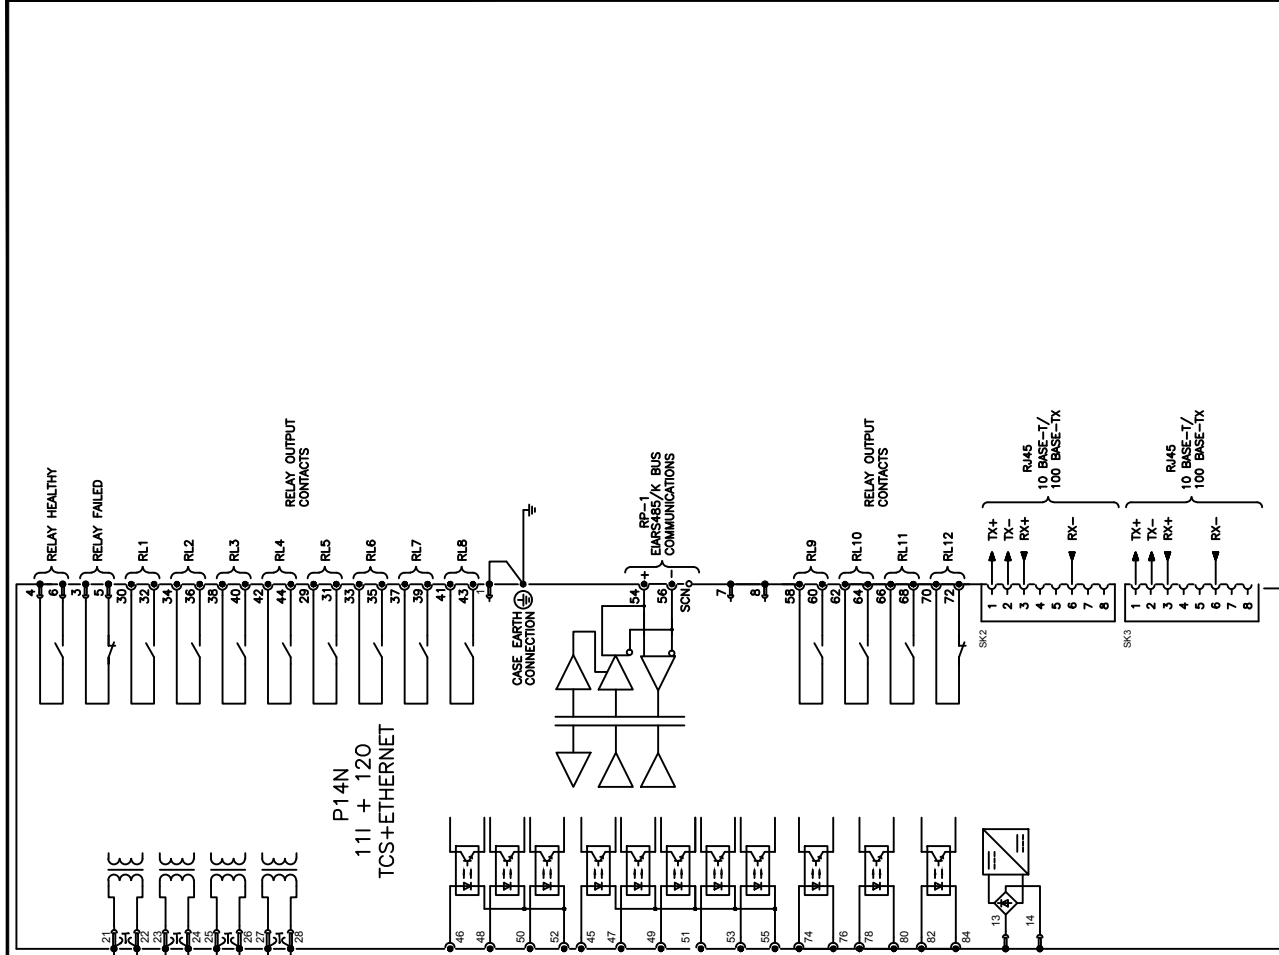 RELAY HEALTHY
RELAY FAILED
RL1
RL2
RL3
RL4
RL5
RL6
RL7
RL8
RELAY OUTPUT
CONTACTS
4
6
3
5
30
32
34
36
38
40
42
44
29
31
33
35
37
39
41
43
1
CASE EARTH
CONNECTION
RP-1
EIARS485/K BUS
COMMUNICATIONS
54
+
56
-
SCN
7
8
RELAY OUTPUT
CONTACTS
RL9
RL10
RL11
RL12
58
60
62
64
66
68
70
72
RJ45
10 BASE-T/
100 BASE-TX
TX+
TX-
RX+
RX-
1
2
3
4
5
6
7
8
SK2
RJ45
10 BASE-T/
100 BASE-TX
TX+
TX-
RX+
RX-
1
2
3
4
5
6
7
8
SK3
P14N
11I + 12O
TCS+ETHERNET
21
22
23
24
25
26
27
28
46
48
50
52
45
47
49
51
53
55
74
76
78
80
82
84
13
14